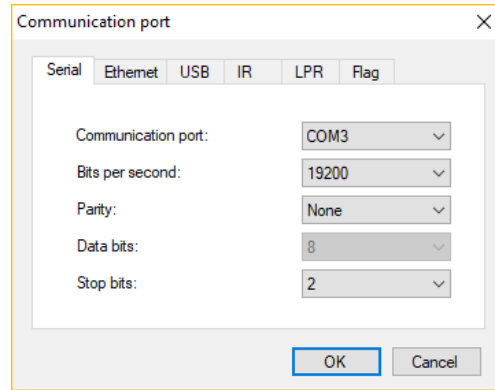 Communication port
Serial Ethernet USB IR LPR Flag
Communication port: COM3
Bits per second: 19200
Parity: None
Data bits: 8
Stop bits: 2
OK Cancel